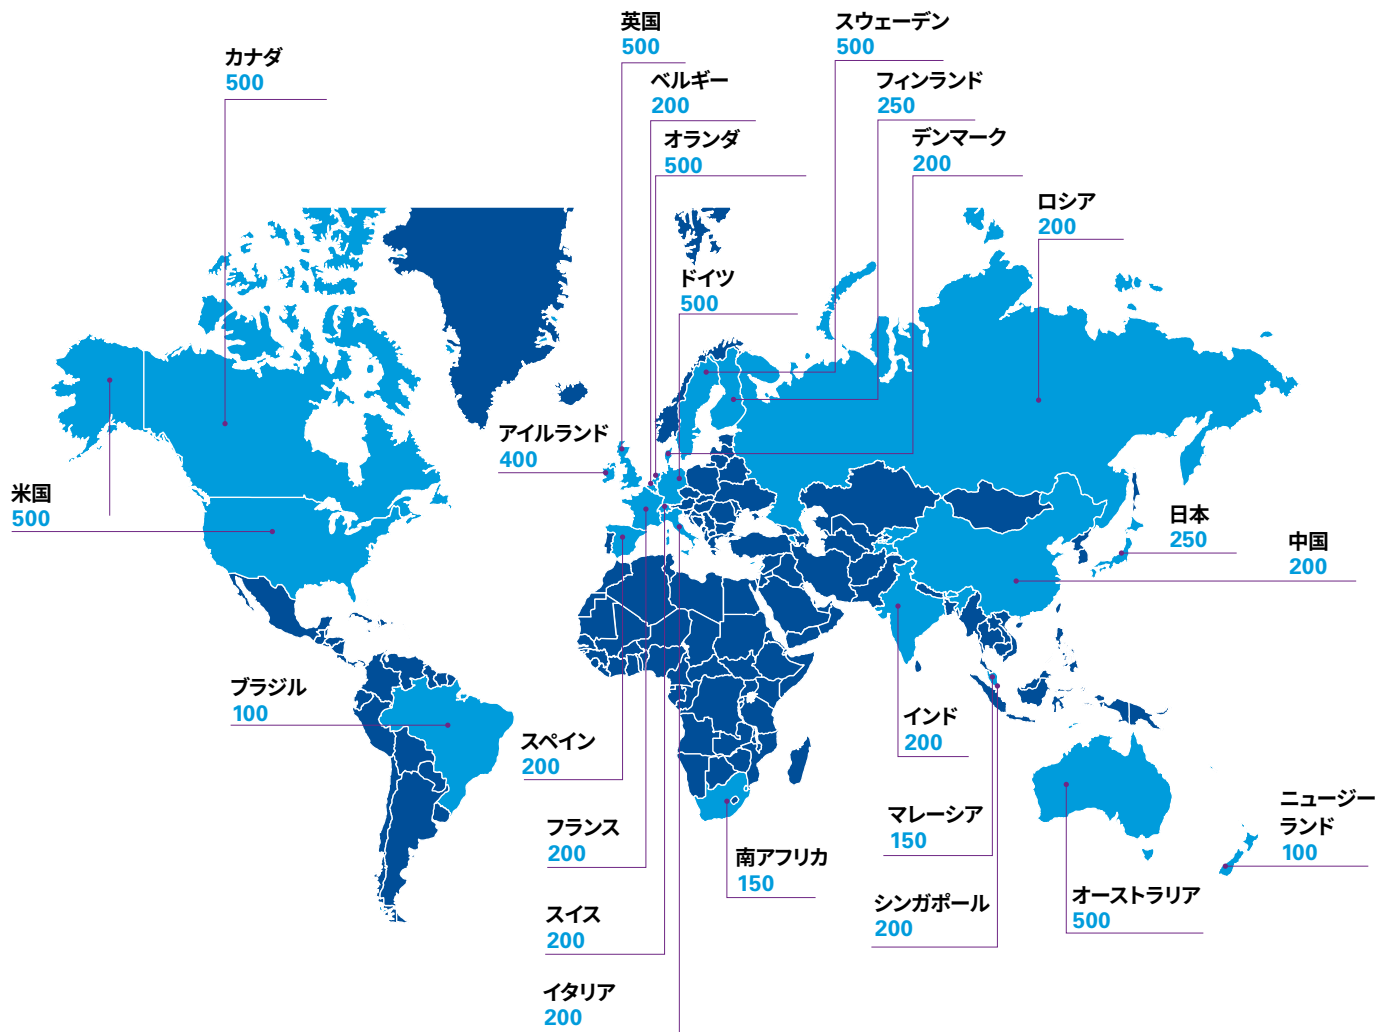 英国
500
スウェーデン
500
カナダ
500
ベルギー
200
フィンランド
250
オランダ
500
デンマーク
200
ロシア
200
ドイツ
500
アイルランド
400
米国
500
日本
250
中国
200
ブラジル
100
スペイン
200
インド
200
フランス
200
南アフリカ
150
マレーシア
150
ニュージー
ランド
100
スイス
200
シンガポール
200
オーストラリア
500
イタリア
200